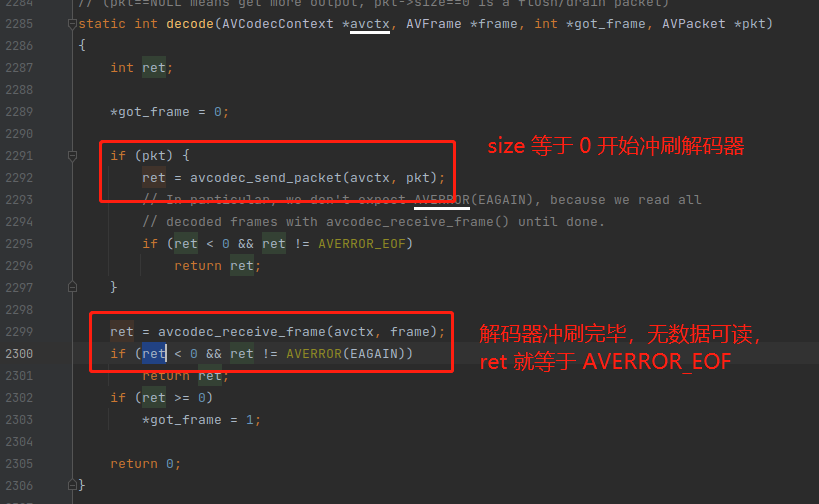 2284 // (pkt==NULL means get more output, pkt->size==0 is a flush/drain packet)
2285 static int decode(AVCodecContext *avctx, AVFrame *frame, int *got_frame, AVPacket *pkt)
2286 {
2287 int ret;
2288
2289 *got_frame = 0;
2290
2291 if (pkt) {
size 等于 0 开始冲刷解码器
2292 ret = avcodec_send_packet(avctx, pkt);
2293 // In particular, we don't expect AVERROR(EAGAIN), because we read all
2294 // decoded frames with avcodec_receive_frame() until done.
2295 if (ret < 0 && ret != AVERROR_EOF)
2296 return ret;
2297 }
2298
2299 ret = avcodec_receive_frame(avctx, frame);
解码器冲刷完毕，无数据可读，
2300 if (ret < 0 && ret != AVERROR(EAGAIN))
ret 就等于 AVERROR_EOF
2301 return ret;
2302 if (ret >= 0)
2303 *got_frame = 1;
2304
2305 return 0;
2306 }